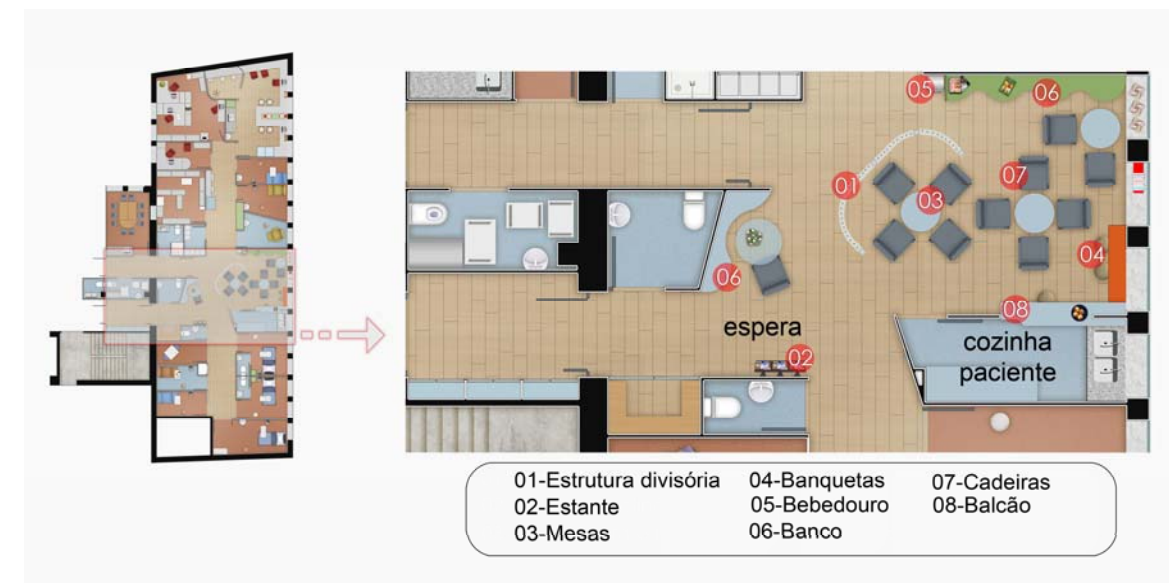 05
06
01
07
03
04
06
08
espera
cozinha
paciente
02
01-Estrutura divisória
04-Banquetas
07-Cadeiras
02-Estante
05-Bebedouro
08-Balcão
03-Mesas
06-Banco